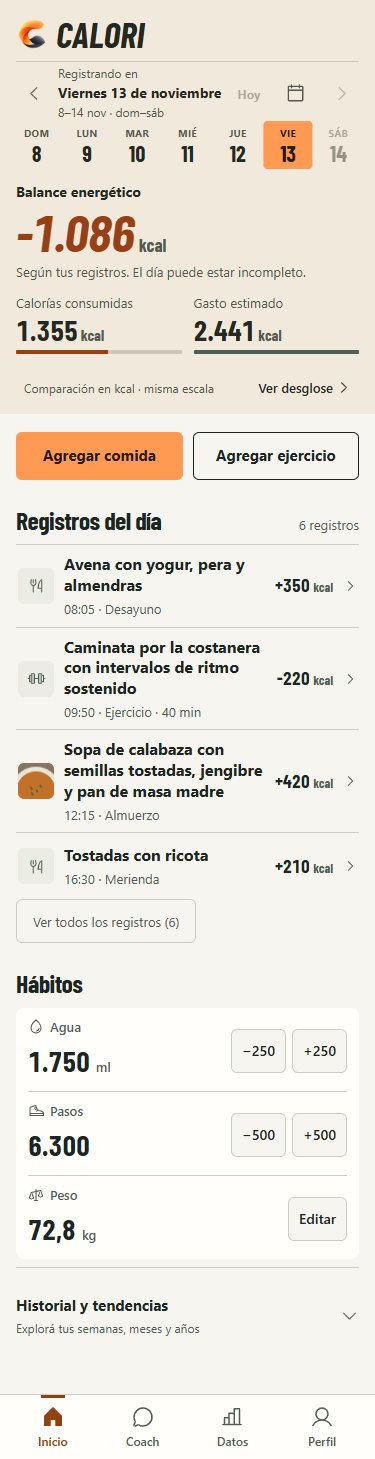 CALORI
Registrando en
Viernes 13 de noviembre
Hoy
8–14 nov · dom–sáb
DOM LUN MAR MIÉ JUE VIE SÁB
8 9 10 11 12 13 14
Balance energético
-1.086 kcal
Según tus registros. El día puede estar incompleto.
Calorías consumidas Gasto estimado
1.355 kcal 2.441 kcal
Comparación en kcal · misma escala Ver desglose
Agregar comida Agregar ejercicio
Registros del día 6 registros
Avena con yogur, pera y
almendras
+350 kcal
08:05 · Desayuno
Caminata por la costanera
con intervalos de ritmo
sostenido
-220 kcal
09:50 · Ejercicio · 40 min
Sopa de calabaza con
semillas tostadas, jengibre
y pan de masa madre
+420 kcal
12:15 · Almuerzo
Tostadas con ricota
+210 kcal
16:30 · Merienda
Ver todos los registros (6)
Hábitos
Agua
1.750 ml
−250 +250
Pasos
6.300
−500 +500
Peso
72,8 kg
Editar
Historial y tendencias
Explorá tus semanas, meses y años
Inicio Coach Datos Perfil